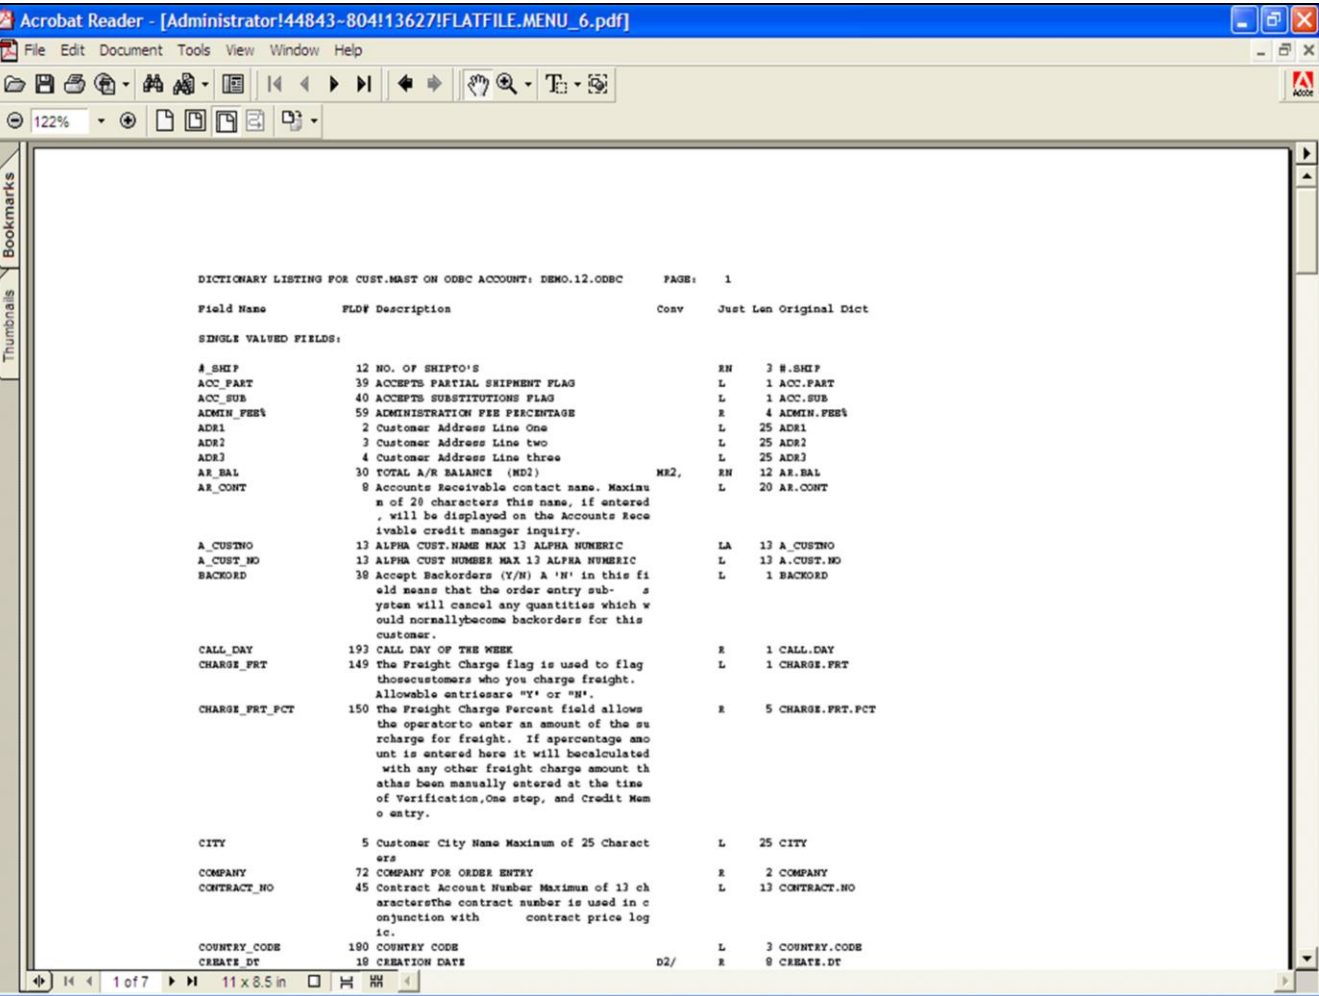 Acrobat Reader - [Administrator!44843~804!13627!FLATFILE.MENU_6.pdf]
File Edit Document Tools View Window Help
Adobe
122%
Bookmarks
Thumbnails
DICTIONARY LISTING FOR CUST.MAST ON ODBC ACCOUNT: DEMO.12.ODBC PAGE: 1
Field Name FLD# Description Conv Just Len Original Dict
SINGLE VALUED FIELDS:
#_SHIP 12 NO. OF SHIPTO'S RN 3 #.SHIP
ACC_PART 39 ACCEPTS PARTIAL SHIPMENT FLAG L 1 ACC.PART
ACC_SUB 40 ACCEPTS SUBSTITUTIONS FLAG L 1 ACC.SUB
ADMIN_FEE% 59 ADMINISTRATION FEE PERCENTAGE R 4 ADMIN.FEE%
ADR1 2 Customer Address Line One L 25 ADR1
ADR2 3 Customer Address Line two L 25 ADR2
ADR3 4 Customer Address Line three L 25 ADR3
AR_BAL 30 TOTAL A/R BALANCE (MD2) MR2, RN 12 AR.BAL
AR_CONT 8 Accounts Receivable contact name. Maximu L 20 AR.CONT
m of 20 characters This name, if entered
, will be displayed on the Accounts Rece
ivable credit manager inquiry.
A_CUSTNO 13 ALPHA CUST.NAME MAX 13 ALPHA NUMERIC LA 13 A_CUSTNO
A_CUST_NO 13 ALPHA CUST NUMBER MAX 13 ALPHA NUMERIC L 13 A.CUST.NO
BACKORD 38 Accept Backorders (Y/N) A 'N' in this fi L 1 BACKORD
eld means that the order entry sub- s
ystem will cancel any quantities which w
ould normallybecome backorders for this
customer.
CALL_DAY 193 CALL DAY OF THE WEEK R 1 CALL.DAY
CHARGE_FRT 149 The Freight Charge flag is used to flag L 1 CHARGE.FRT
thosecustomers who you charge freight.
Allowable entriesare "Y" or "N".
CHARGE_FRT_PCT 150 The Freight Charge Percent field allows R 5 CHARGE.FRT.PCT
the operatorto enter an amount of the su
rcharge for freight. If apercentage amo
unt is entered here it will becalculated
with any other freight charge amount th
athas been manually entered at the time
of Verification,One step, and Credit Mem
o entry.
CITY 5 Customer City Name Maximum of 25 Charact L 25 CITY
ers
COMPANY 72 COMPANY FOR ORDER ENTRY R 2 COMPANY
CONTRACT_NO 45 Contract Account Number Maximum of 13 ch L 13 CONTRACT.NO
aractersThe contract number is used in c
onjunction with contract price log
ic.
COUNTRY_CODE 180 COUNTRY CODE L 3 COUNTRY.CODE
CREATE_DT 18 CREATION DATE D2/ R 8 CREATE.DT
1 of 7 11 x 8.5 in